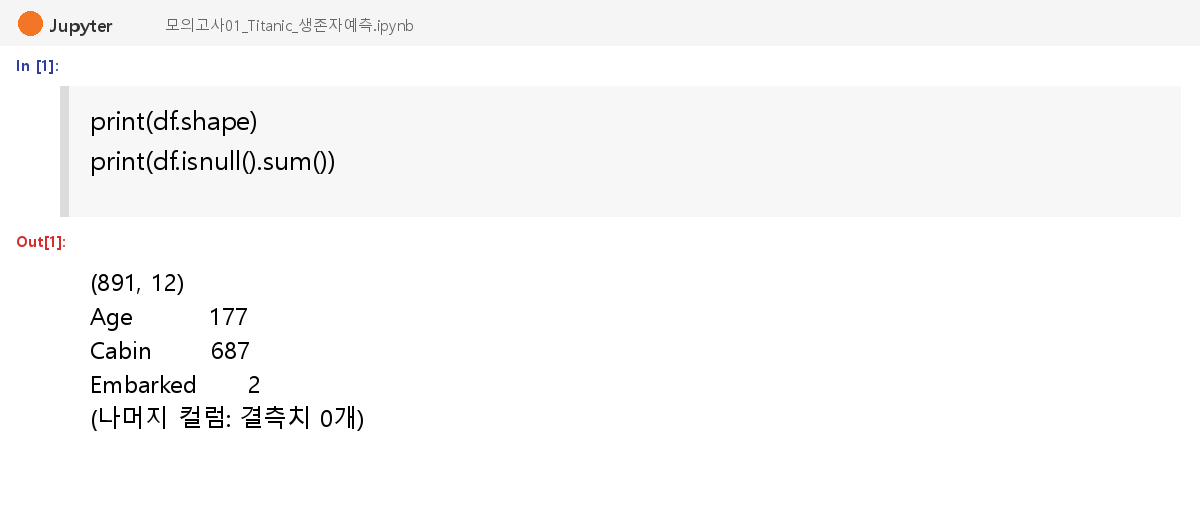 Jupyter 모의고사01_Titanic_생존자예측.ipynb
In [1]:
print(df.shape)
print(df.isnull().sum())
Out[1]:
(891, 12)
Age 177
Cabin 687
Embarked 2
(나머지 컬럼: 결측치 0개)